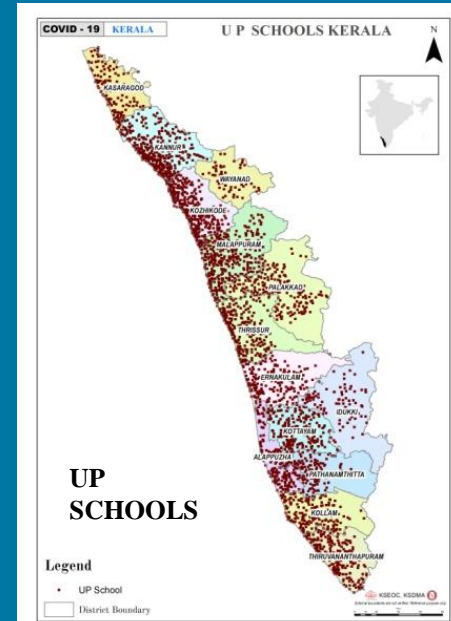 COVID - 19 KERALA
U P SCHOOLS KERALA
N
KASARAGOD
KANNUR
WAYANAD
KOZHIKODE
MALAPPURAM
PALAKKAD
THRISSUR
ERNAKULAM
IDUKKI
KOTTAYAM
ALAPPUZHA
PATHANAMTHITTA
KOLLAM
THIRUVANANTHAPURAM
UP
SCHOOLS
Legend
UP School
District Boundary
KSEOC, KSDMA